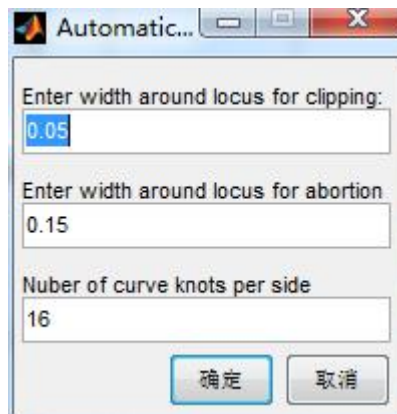 Automatic...
Enter width around locus for clipping:
0.05
Enter width around locus for abortion
0.15
Nuber of curve knots per side
16
确定 取消